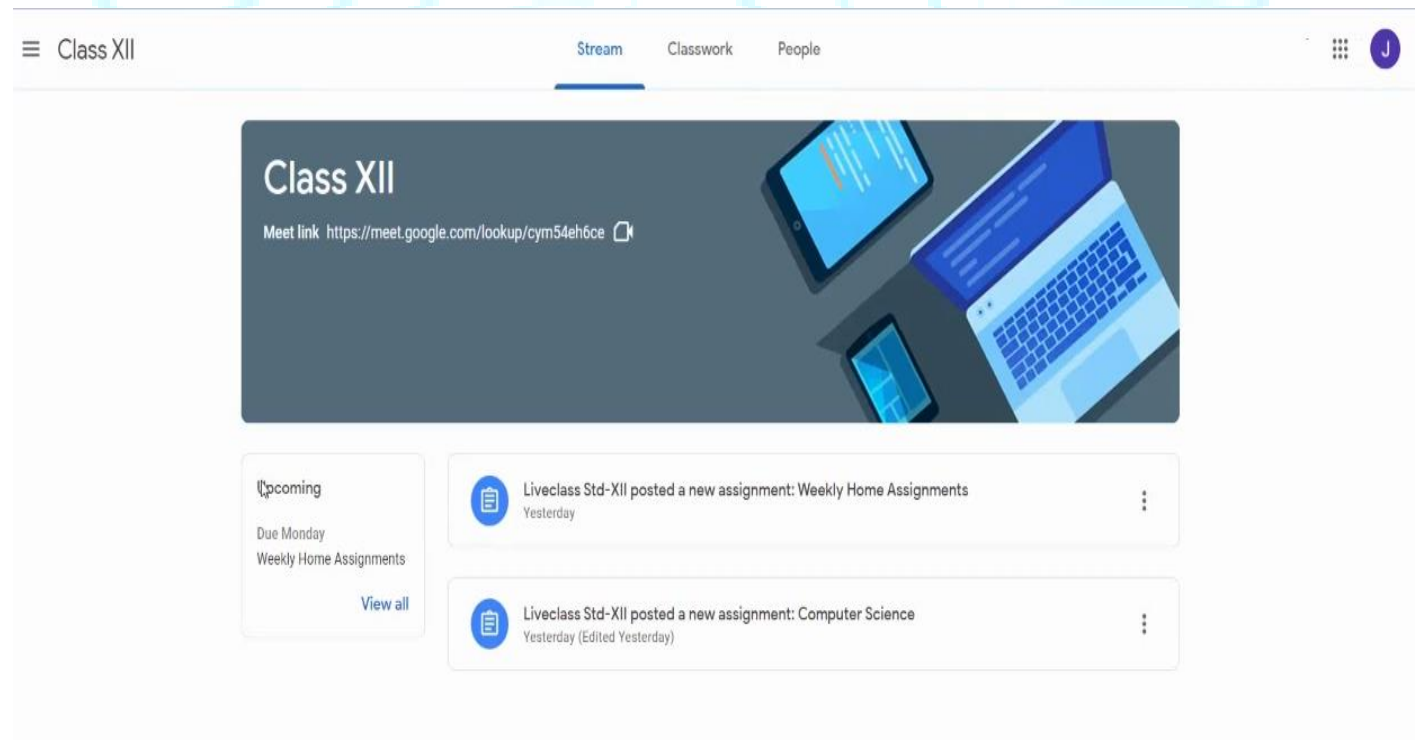 Class XII
Stream Classwork People
J
Class XII
Meet link https://meet.google.com/lookup/cym54eh6ce
Upcoming
Due Monday
Weekly Home Assignments
View all
Liveclass Std-XII posted a new assignment: Weekly Home Assignments
Yesterday
Liveclass Std-XII posted a new assignment: Computer Science
Yesterday (Edited Yesterday)